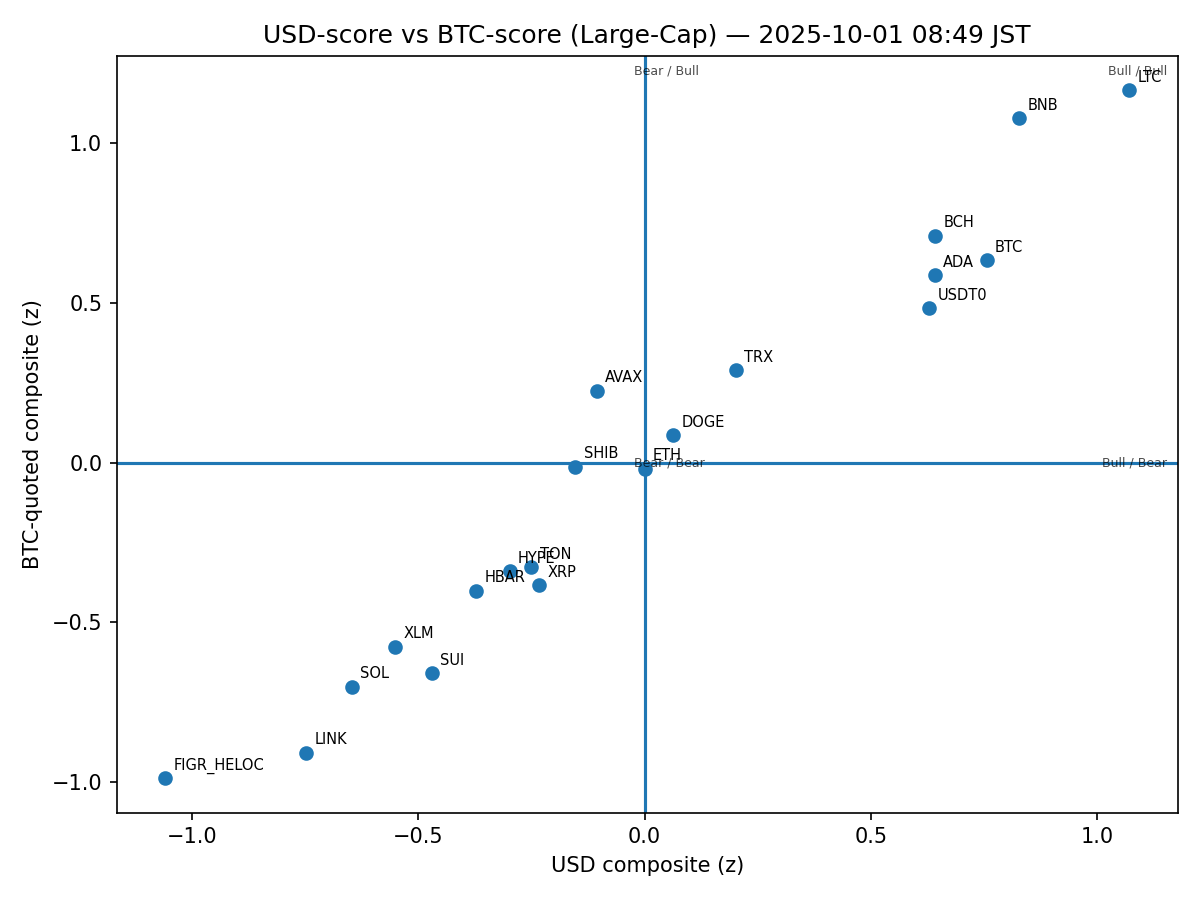 USD-score vs BTC-score (Large-Cap) — 2025-10-01 08:49 JST
Bear / Bull
Bull / Bull
LTC
BNB
1.0
BCH
BTC
ADA
USDT0
0.5
TRX
AVAX
DOGE
SHIB
ETH
0.0
Bear / Bear
Bull / Bear
TON
HYPE
XRP
HBAR
−0.5
XLM
SUI
SOL
LINK
FIGR_HELOC
−1.0
−1.0
−0.5
0.0
0.5
1.0
USD composite (z)
BTC-quoted composite (z)